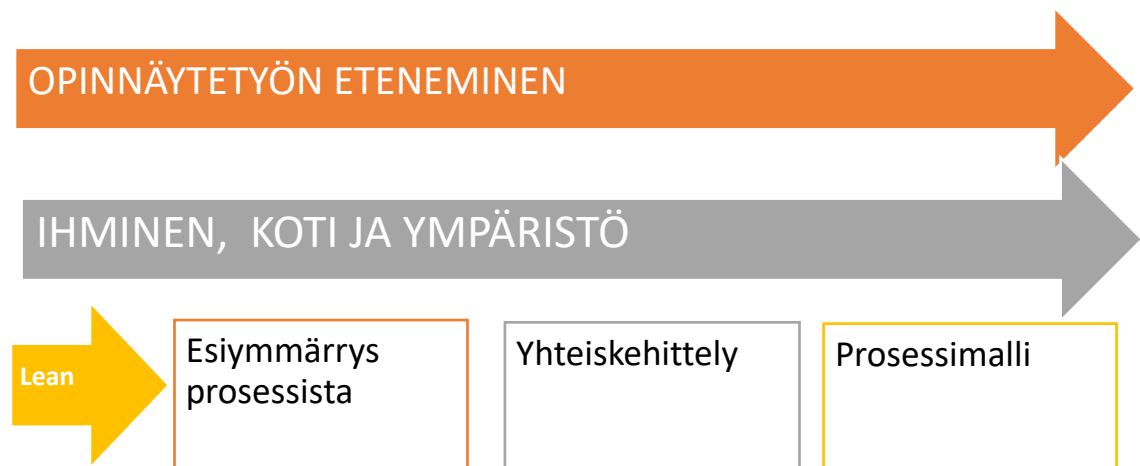 OPINNÄYTETYÖN ETENEMINEN
IHMINEN, KOTI JA YMPÄRISTÖ
Lean
Esiymmärrys
prosessista
Yhteiskehittely
Prosessimalli